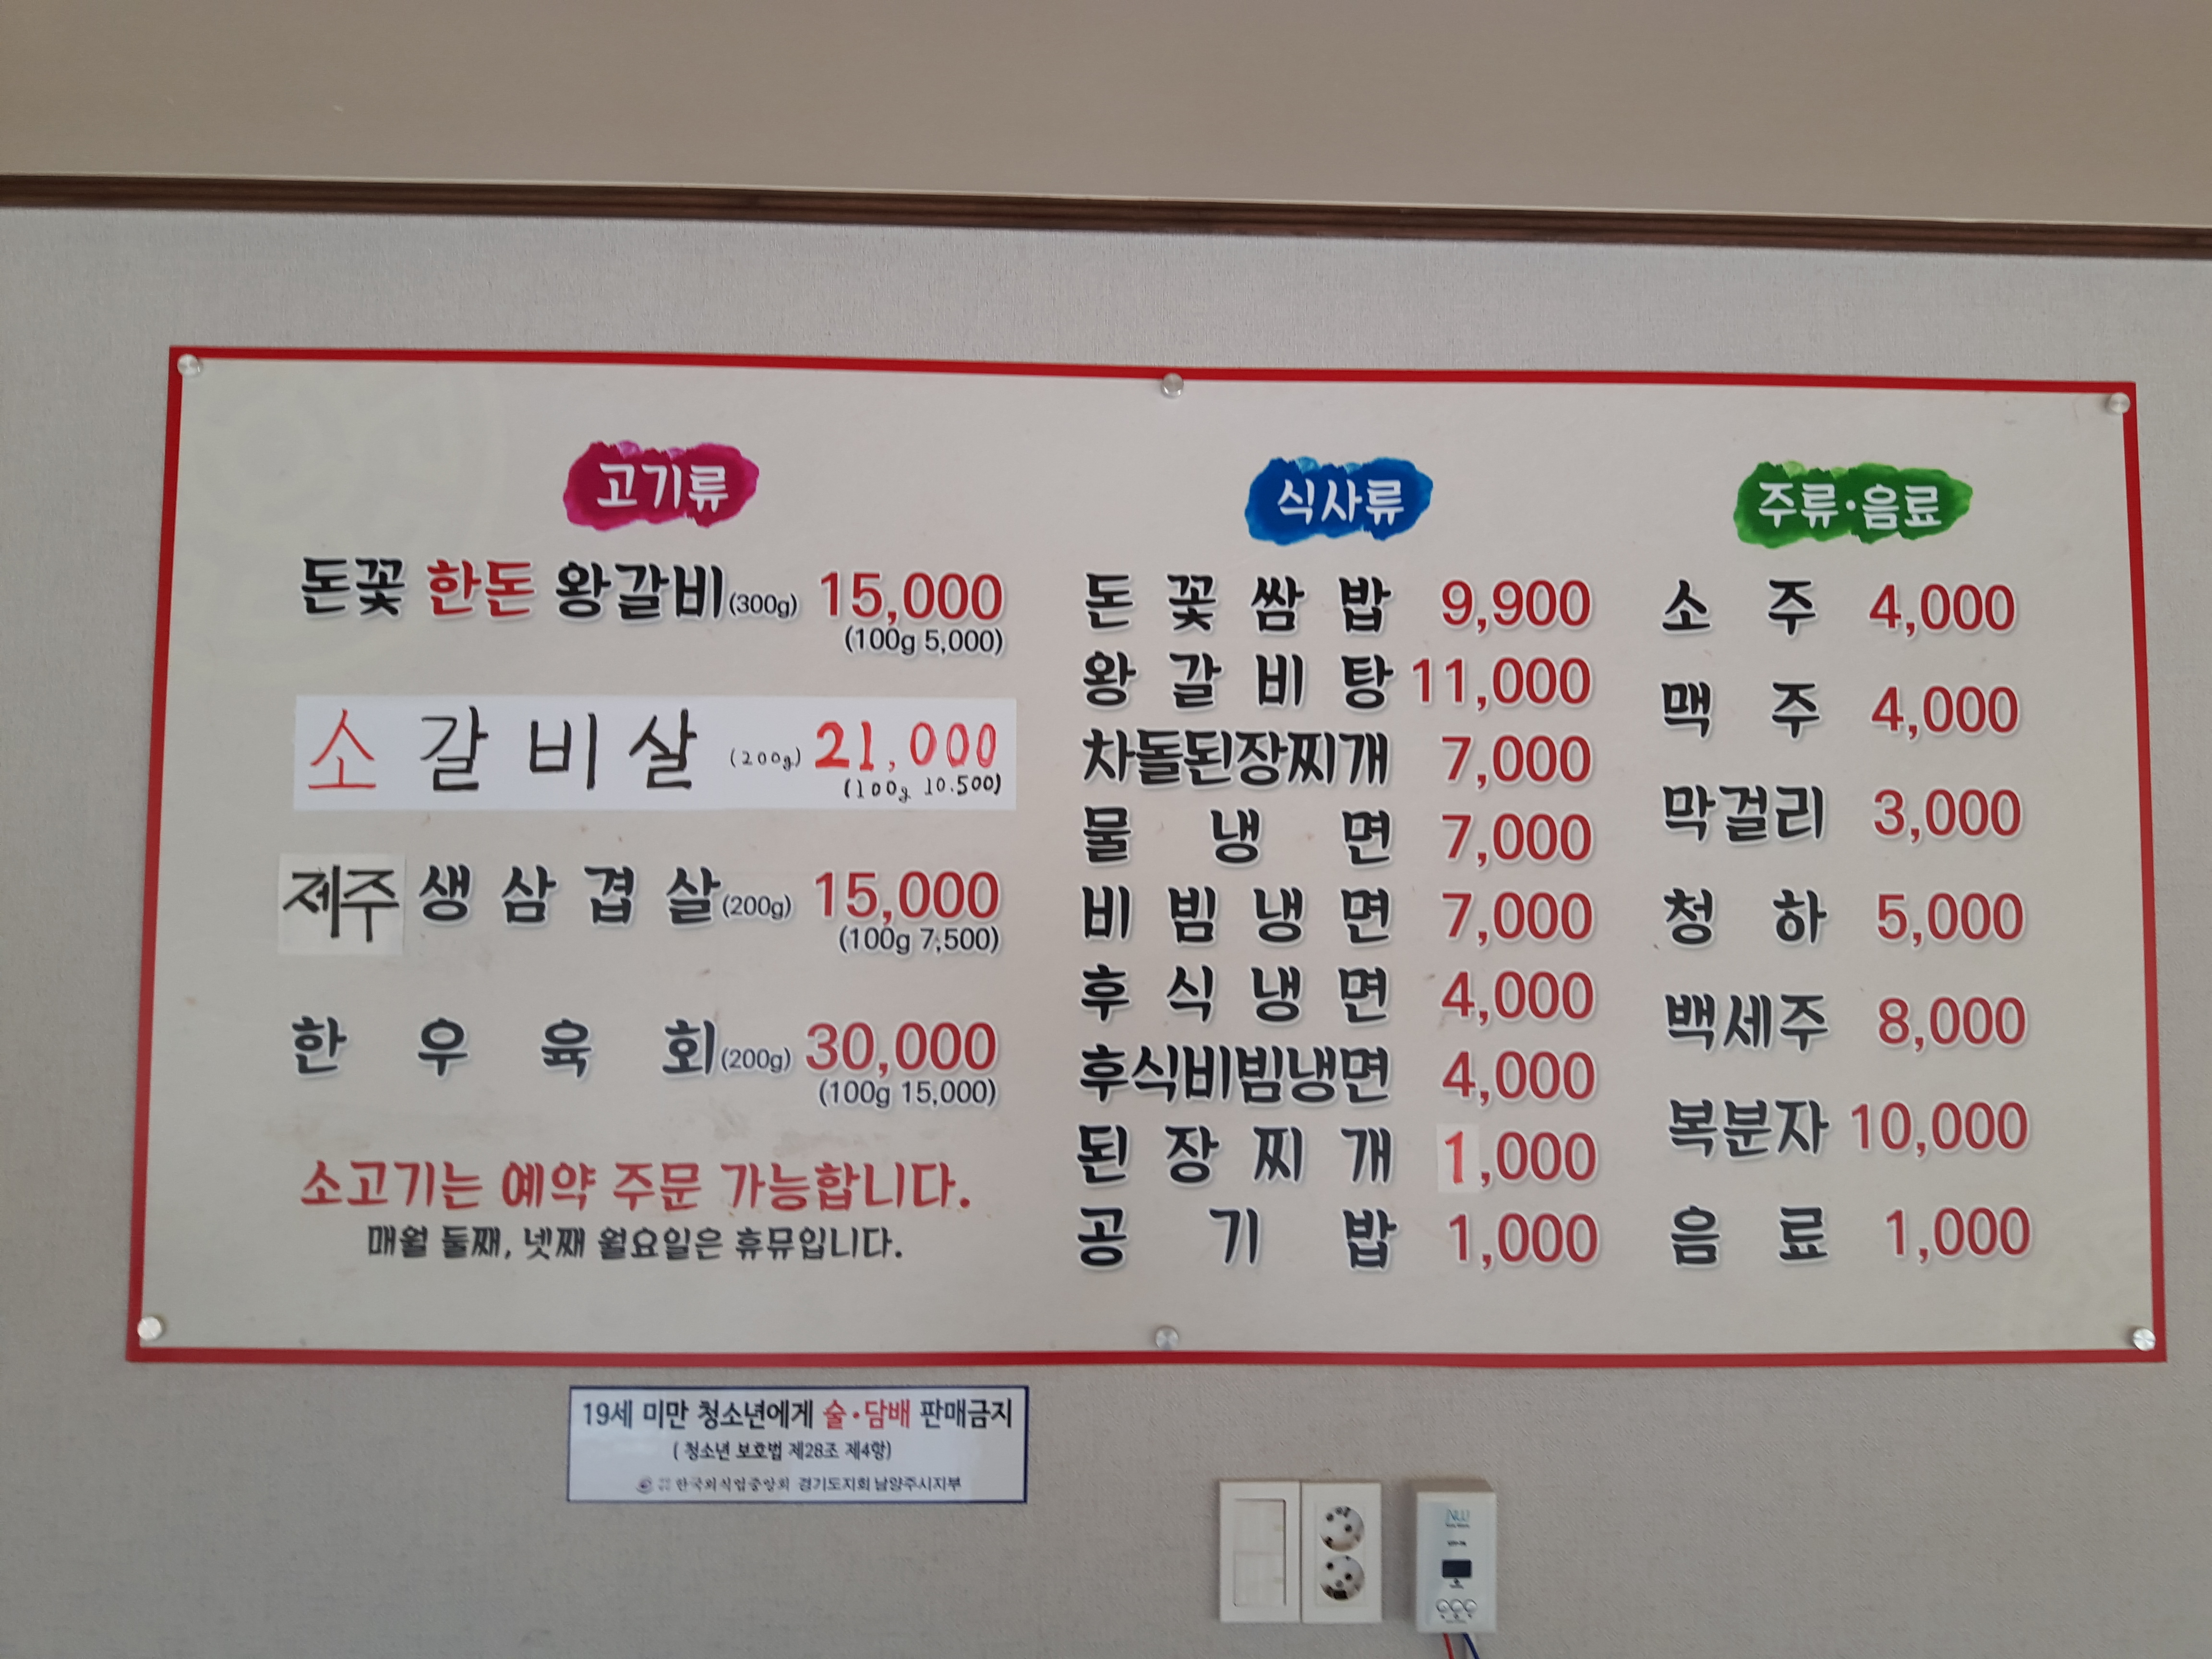 고기류
돈꽃 한돈 왕갈비(300g) 15,000
(100g 5,000)
소갈비살 (200g) 21,000
(100g 10.500)
제주 생삼겹살(200g) 15,000
(100g 7,500)
한우육회(200g) 30,000
(100g 15,000)
소고기는 예약 주문 가능합니다.
매월 둘째, 넷째 월요일은 휴뮤입니다.
식사류
돈꽃쌈밥 9,900
왕갈비탕 11,000
차돌된장찌개 7,000
물냉면 7,000
비빔냉면 7,000
후식냉면 4,000
후식비빔냉면 4,000
된장찌개 1,000
공기밥 1,000
주류·음료
소주 4,000
맥주 4,000
막걸리 3,000
청하 5,000
백세주 8,000
복분자 10,000
음료 1,000
19세 미만 청소년에게 술·담배 판매금지
( 청소년 보호법 제28조 제4항)
한국외식업중앙회 경기도지회 남양주시지부